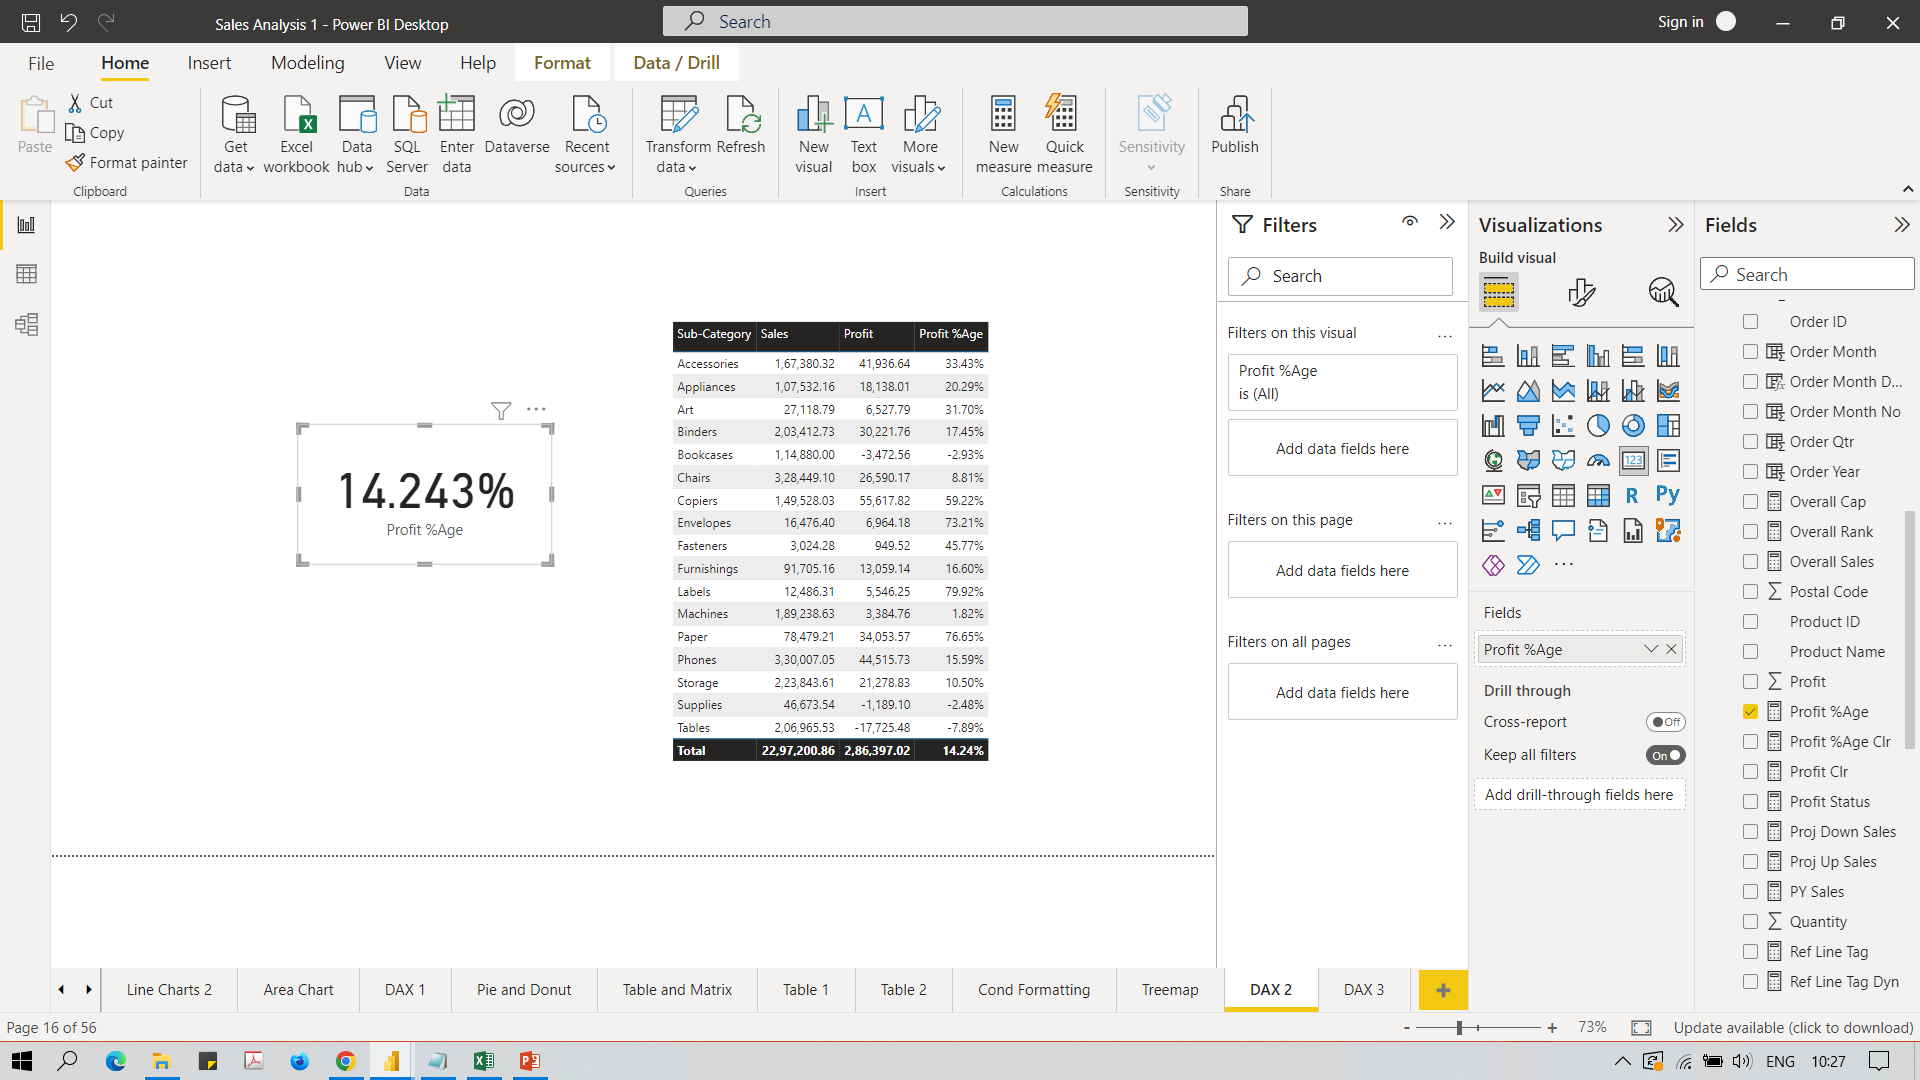 Sales Analysis 1 - Power BI Desktop
Search
Sign in
File Home Insert Modeling View Help Format Data / Drill
Paste
Cut
Copy
Format painter
Clipboard
Get data
Excel workbook
Data hub
SQL Server
Enter data
Dataverse
Recent sources
Data
Transform data
Refresh
Queries
New visual
Text box
More visuals
Insert
New measure
Quick measure
Calculations
Sensitivity
Sensitivity
Publish
Share
14.243%
Profit %Age
Sub-Category Sales Profit Profit %Age
Accessories 1,67,380.32 41,936.64 33.43%
Appliances 1,07,532.16 18,138.01 20.29%
Art 27,118.79 6,527.79 31.70%
Binders 2,03,412.73 30,221.76 17.45%
Bookcases 1,14,880.00 -3,472.56 -2.93%
Chairs 3,28,449.10 26,590.17 8.81%
Copiers 1,49,528.03 55,617.82 59.22%
Envelopes 16,476.40 6,964.18 73.21%
Fasteners 3,024.28 949.52 45.77%
Furnishings 91,705.16 13,059.14 16.60%
Labels 12,486.31 5,546.25 79.92%
Machines 1,89,238.63 3,384.76 1.82%
Paper 78,479.21 34,053.57 76.65%
Phones 3,30,007.05 44,515.73 15.59%
Storage 2,23,843.61 21,278.83 10.50%
Supplies 46,673.54 -1,189.10 -2.48%
Tables 2,06,965.53 -17,725.48 -7.89%
Total 22,97,200.86 2,86,397.02 14.24%
Filters
Search
Filters on this visual ...
Profit %Age
is (All)
Add data fields here
Filters on this page ...
Add data fields here
Filters on all pages ...
Add data fields here
Visualizations
Build visual
123
R
Py
...
Fields
Profit %Age
Drill through
Cross-report Off
Keep all filters On
Add drill-through fields here
Fields
Search
Order ID
Order Month
Order Month D...
Order Month No
Order Qtr
Order Year
Overall Cap
Overall Rank
Overall Sales
Postal Code
Product ID
Product Name
Profit
Profit %Age
Profit %Age Clr
Profit Clr
Profit Status
Proj Down Sales
Proj Up Sales
PY Sales
Quantity
Ref Line Tag
Ref Line Tag Dyn
Line Charts 2 Area Chart DAX 1 Pie and Donut Table and Matrix Table 1 Table 2 Cond Formatting Treemap DAX 2 DAX 3 +
Page 16 of 56
- + 73%
Update available (click to download)
ENG 10:27